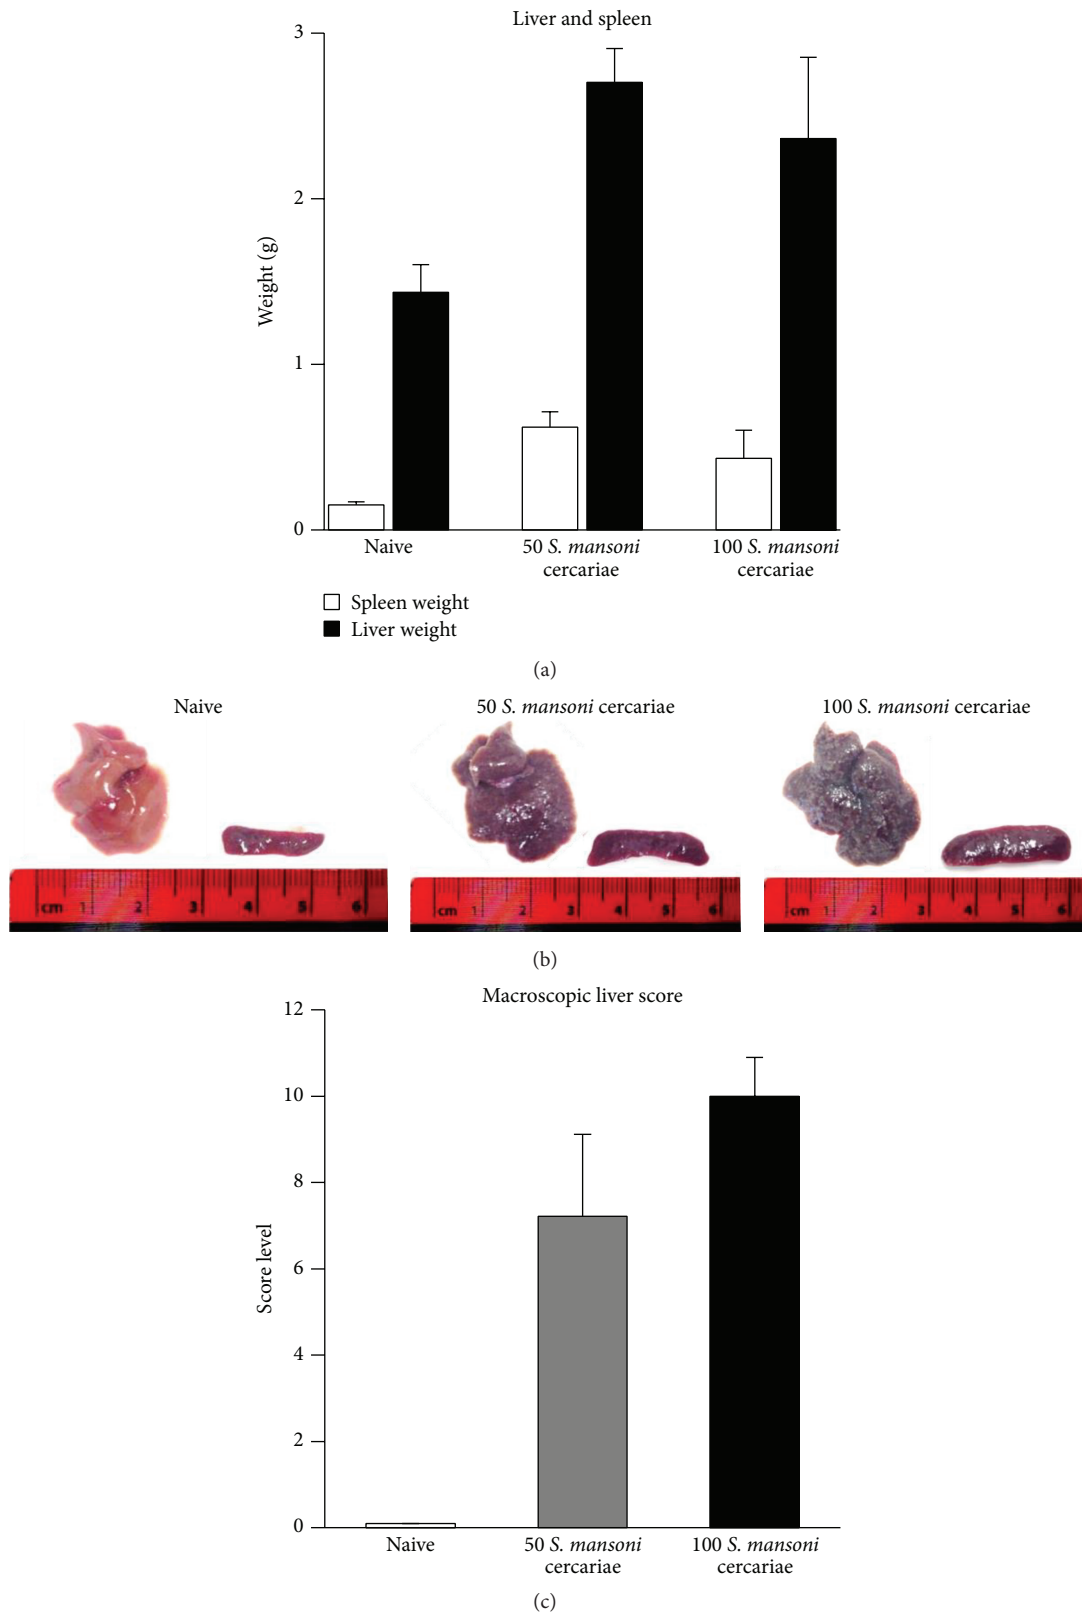 Liver and spleen
3
2
1
0
Weight (g)
Naive
50 S. mansoni
cercariae
100 S. mansoni
cercariae
Spleen weight
Liver weight
(a)
Naive
50 S. mansoni cercariae
100 S. mansoni cercariae
cm 1 2 3 4 5 6
cm 1 2 3 4 5 6
cm 1 2 3 4 5 6
(b)
Macroscopic liver score
12
10
8
6
4
2
0
Score level
Naive
50 S. mansoni
cercariae
100 S. mansoni
cercariae
(c)